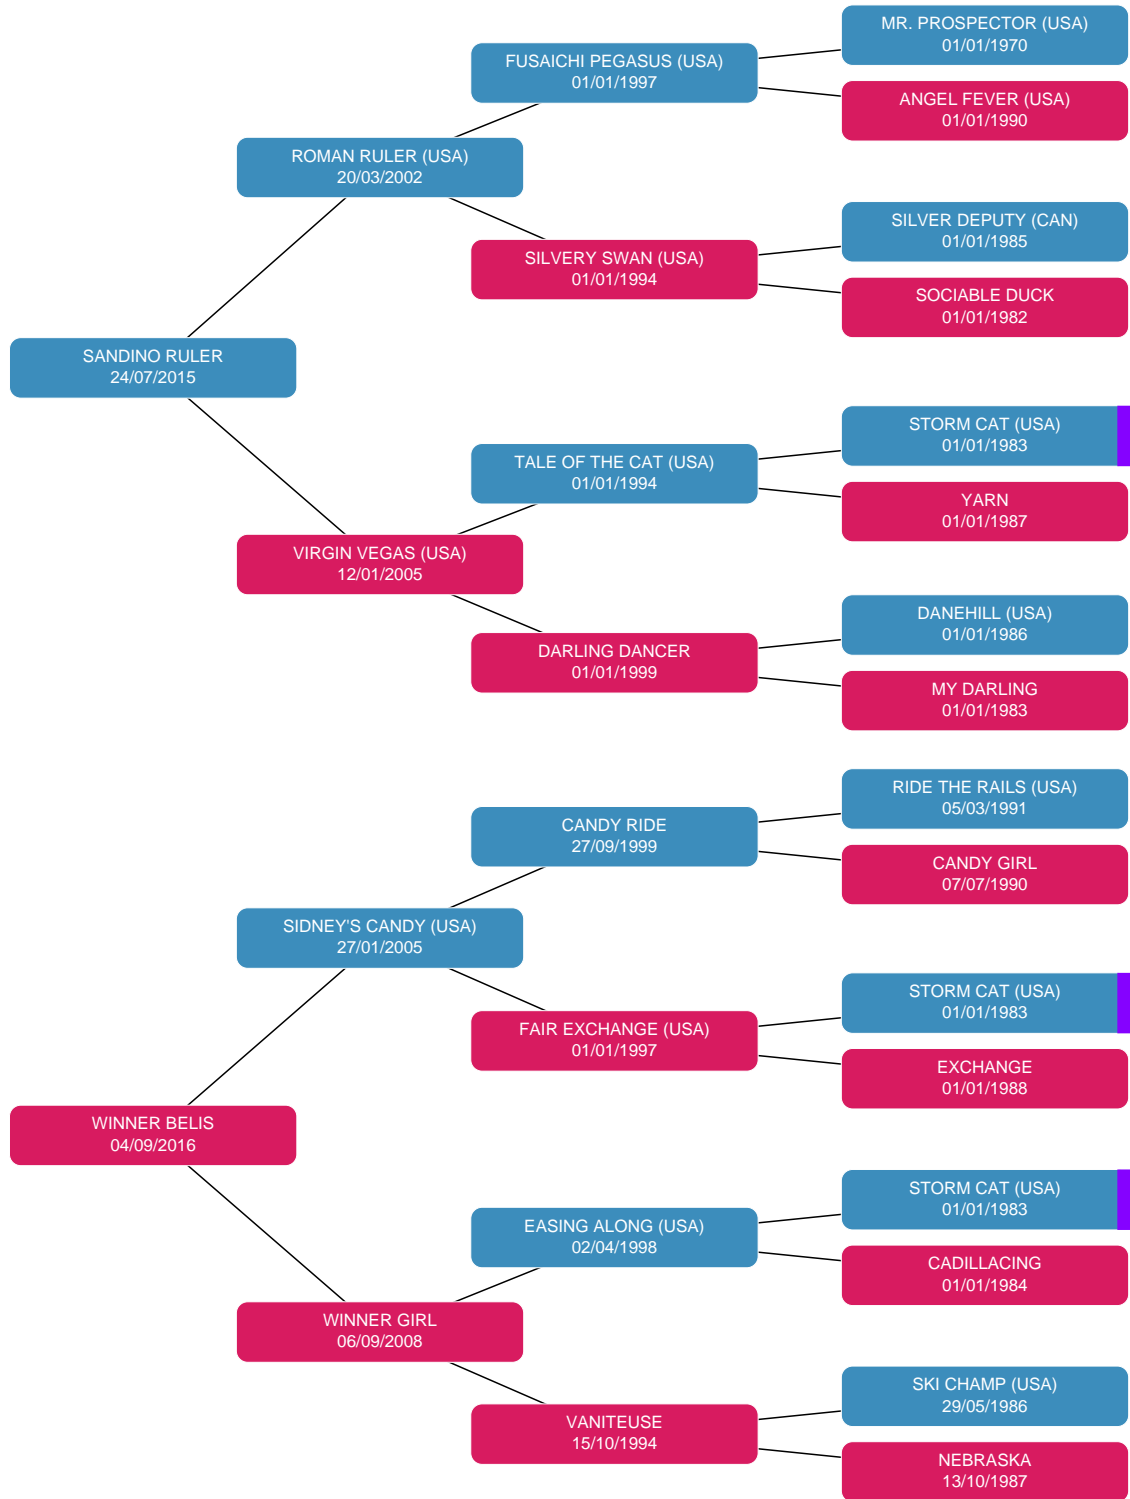 MR. PROSPECTOR (USA)
01/01/1970
FUSAICHI PEGASUS (USA)
01/01/1997
ANGEL FEVER (USA)
01/01/1990
ROMAN RULER (USA)
20/03/2002
SILVER DEPUTY (CAN)
01/01/1985
SILVERY SWAN (USA)
01/01/1994
SOCIABLE DUCK
01/01/1982
SANDINO RULER
24/07/2015
STORM CAT (USA)
01/01/1983
TALE OF THE CAT (USA)
01/01/1994
YARN
01/01/1987
VIRGIN VEGAS (USA)
12/01/2005
DANEHILL (USA)
01/01/1986
DARLING DANCER
01/01/1999
MY DARLING
01/01/1983
RIDE THE RAILS (USA)
05/03/1991
CANDY RIDE
27/09/1999
CANDY GIRL
07/07/1990
SIDNEY'S CANDY (USA)
27/01/2005
STORM CAT (USA)
01/01/1983
FAIR EXCHANGE (USA)
01/01/1997
EXCHANGE
01/01/1988
WINNER BELIS
04/09/2016
STORM CAT (USA)
01/01/1983
EASING ALONG (USA)
02/04/1998
CADILLACING
01/01/1984
WINNER GIRL
06/09/2008
SKI CHAMP (USA)
29/05/1986
VANITEUSE
15/10/1994
NEBRASKA
13/10/1987